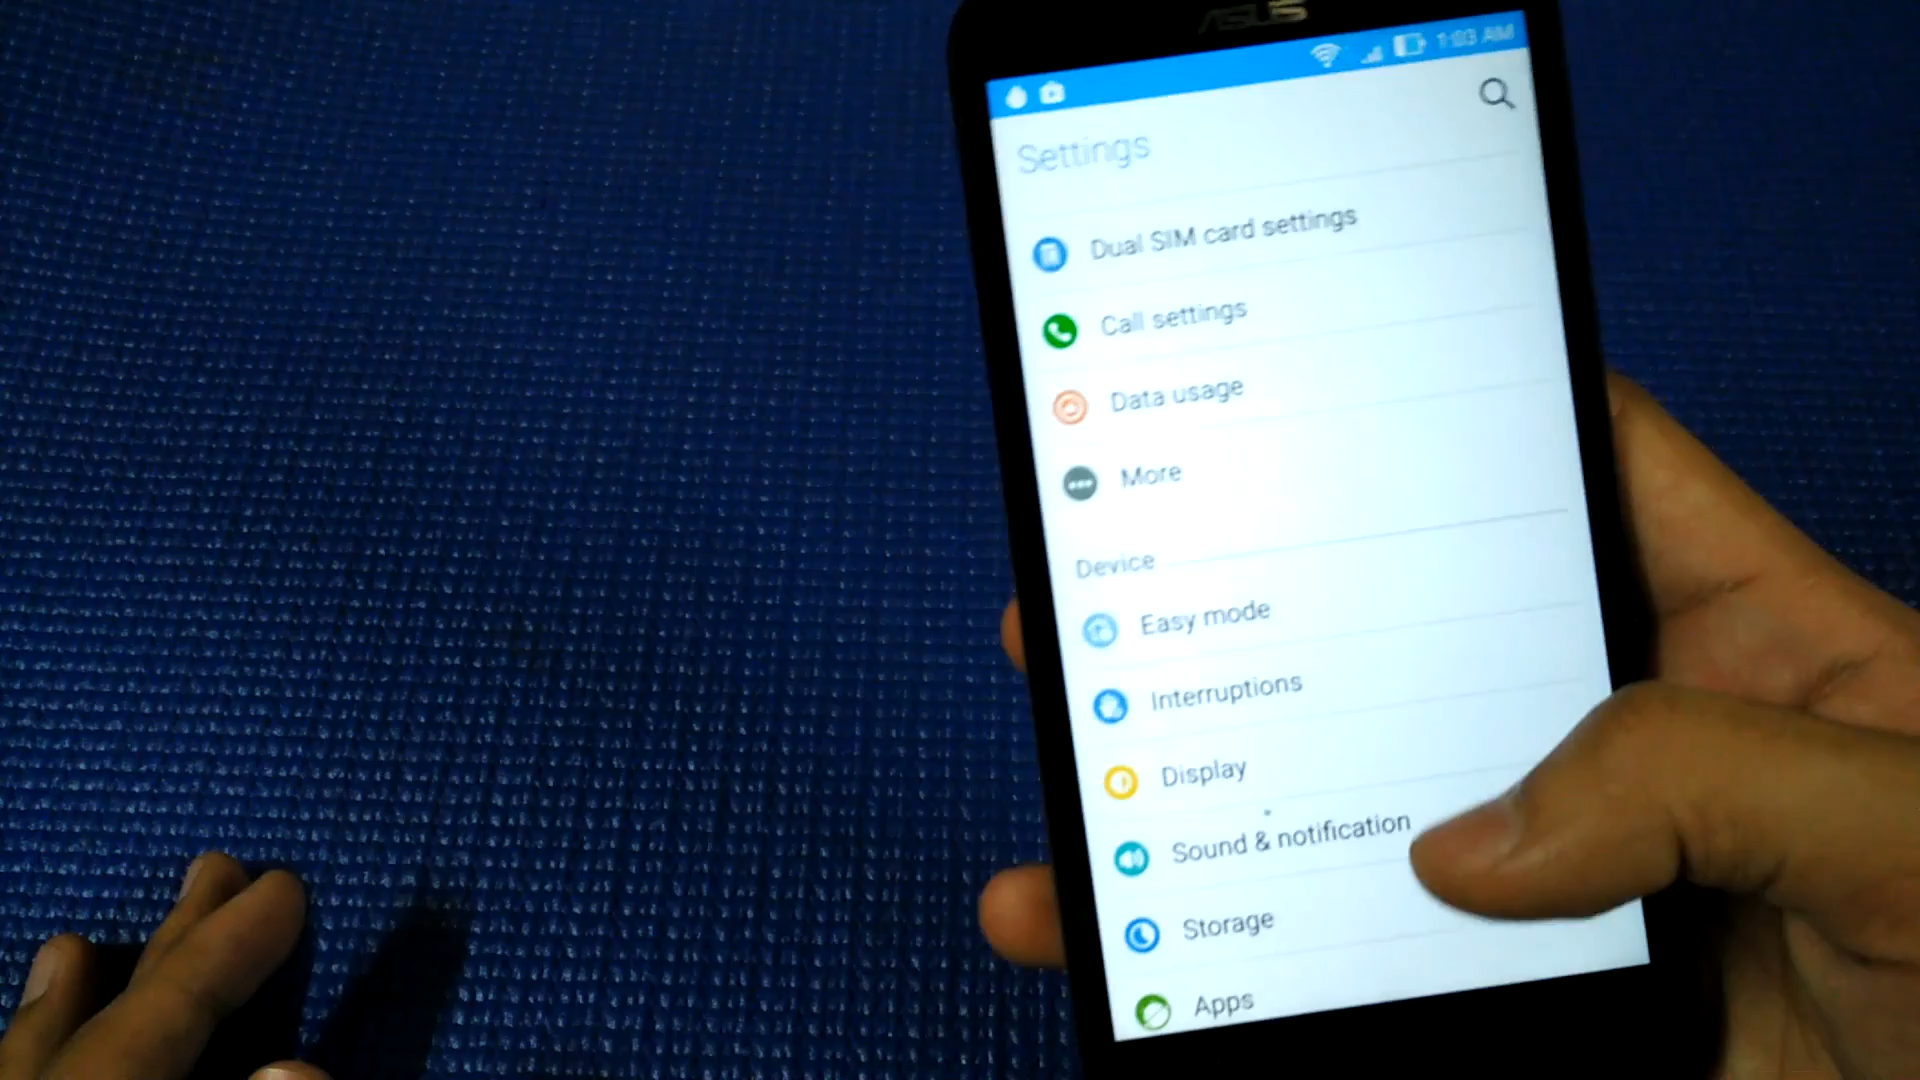 ASUS
1:03 AM
Settings
Dual SIM card settings
Call settings
Data usage
More
Device
Easy mode
Interruptions
Display
Sound & notification
Storage
Apps